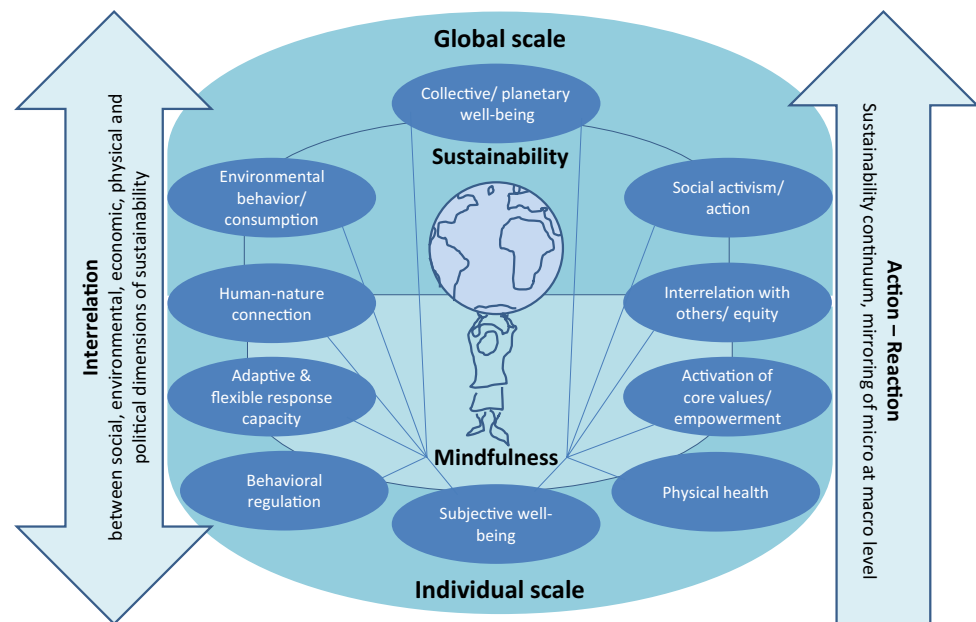 Global scale
Collective/ planetary
well-being
Sustainability
Environmental
behavior/
consumption
Social activism/
action
Human-nature
connection
Interrelation with
others/ equity
Adaptive &
flexible response
capacity
Activation of
core values/
empowerment
Mindfulness
Behavioral
regulation
Physical health
Subjective well-
being
Individual scale
Interrelation
between social, environmental, economic, physical and
political dimensions of sustainability
Action – Reaction
Sustainability continuum, mirroring of micro at macro level